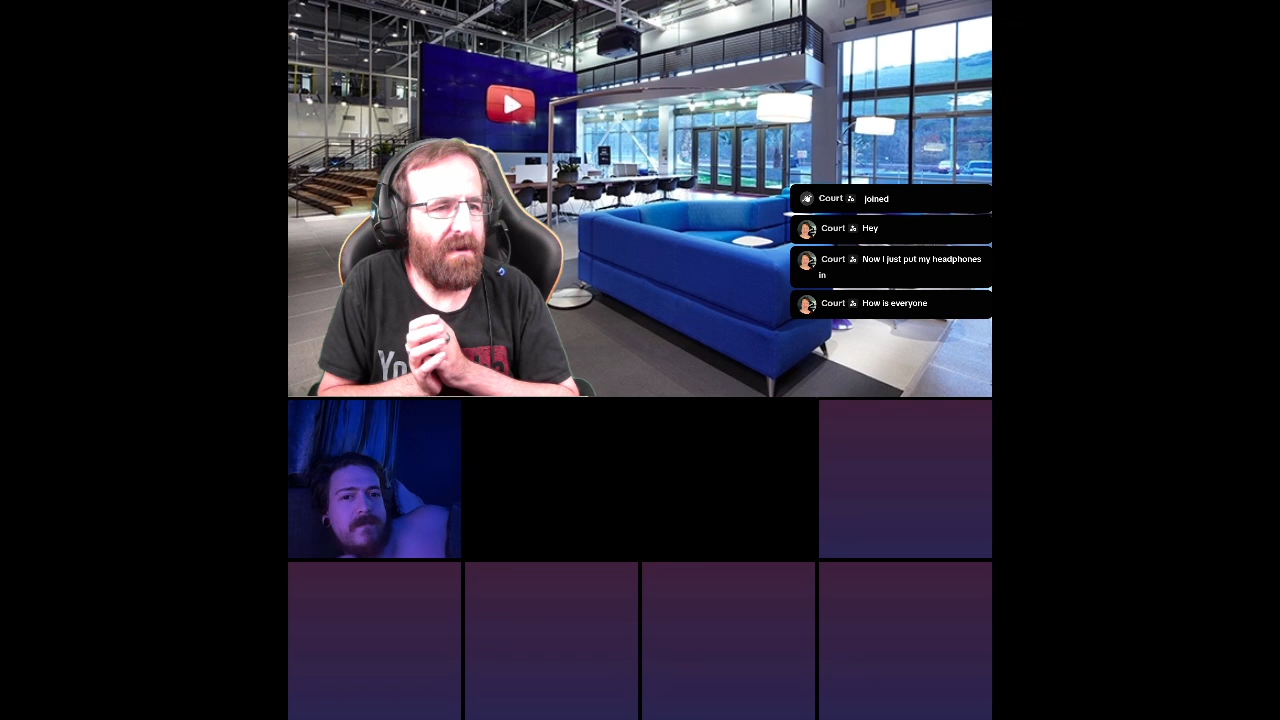 Court joined
Court Hey
Court Now I just put my headphones
in
Court How is everyone